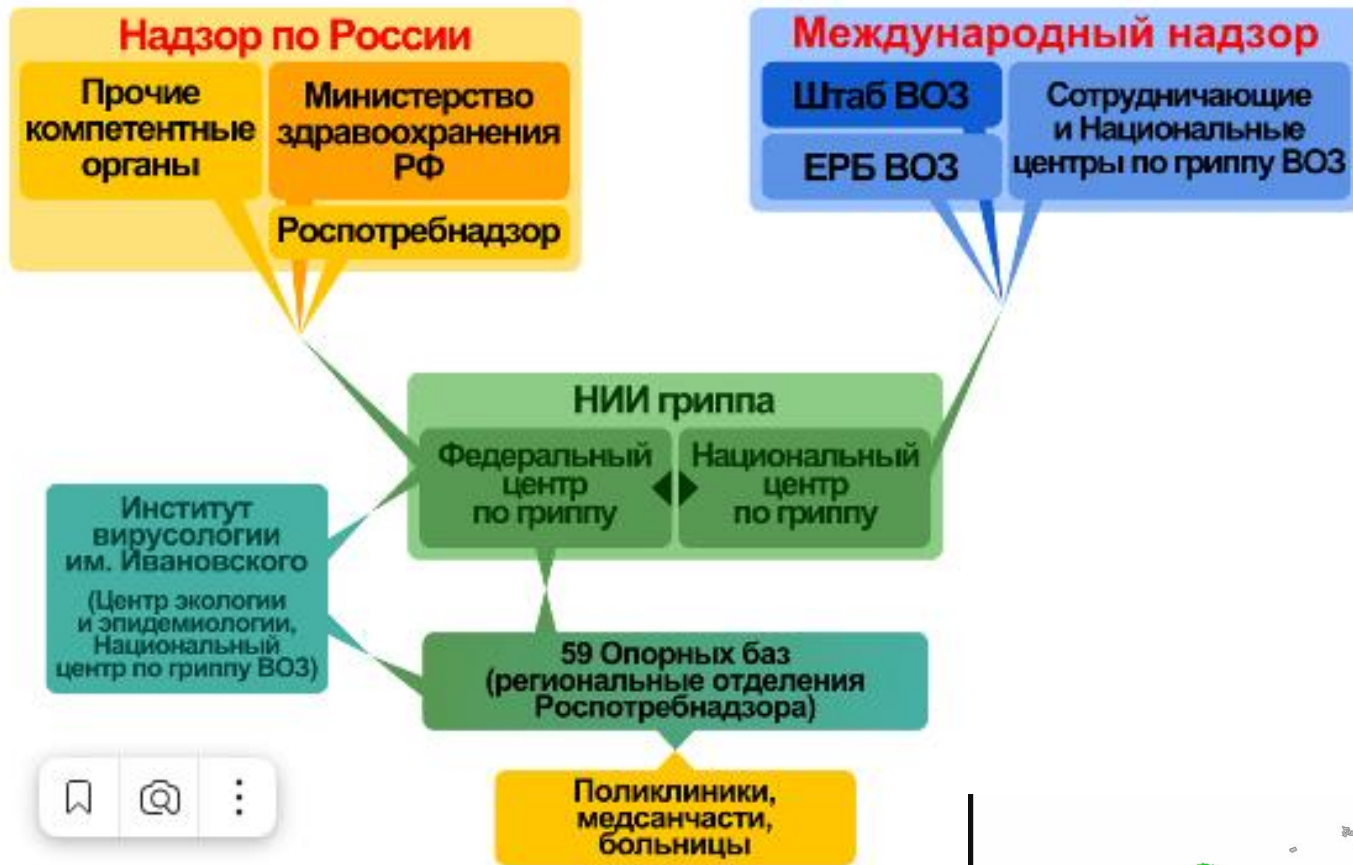 Надзор по России
Прочие
компетентные
органы
Министерство
здравоохранения
РФ
Роспотребнадзор
Международный надзор
Штаб ВОЗ
ЕРБ ВОЗ
Сотрудничающие
и Национальные
центры по гриппу ВОЗ
НИИ гриппа
Федеральный
центр
по гриппу
Национальный
центр
по гриппу
Институт
вирусологии
им. Ивановского
(Центр экологии
и эпидемиологии,
Национальный
центр по гриппу ВОЗ)
59 Опорных баз
(региональные отделения
Роспотребнадзора)
Поликлиники,
медсанчасти,
больницы